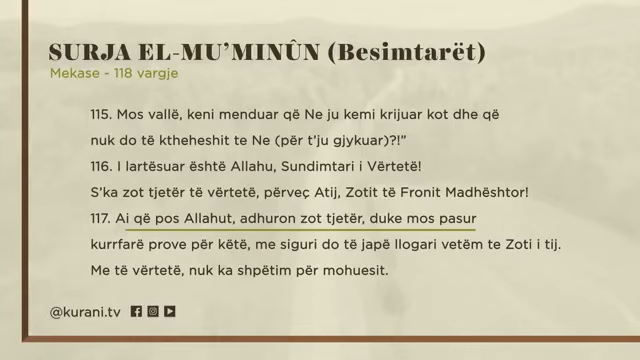 SURJA EL-MU’MINÛN (Besimtarët)
Mekase - 118 vargje
115. Mos vallë, keni menduar që Ne ju kemi krijuar kot dhe që
nuk do të ktheheshit te Ne (për t’ju gjykuar)?!”
116. I lartësuar është Allahu, Sundimtari i Vërtetë!
S’ka zot tjetër të vërtetë, përveç Atij, Zotit të Fronit Madhështor!
117. Ai që pos Allahut, adhuron zot tjetër, duke mos pasur
kurrfarë prove për këtë, me siguri do të japë llogari vetëm te Zoti i tij.
Me të vërtetë, nuk ka shpëtim për mohuesit.
@kurani.tv